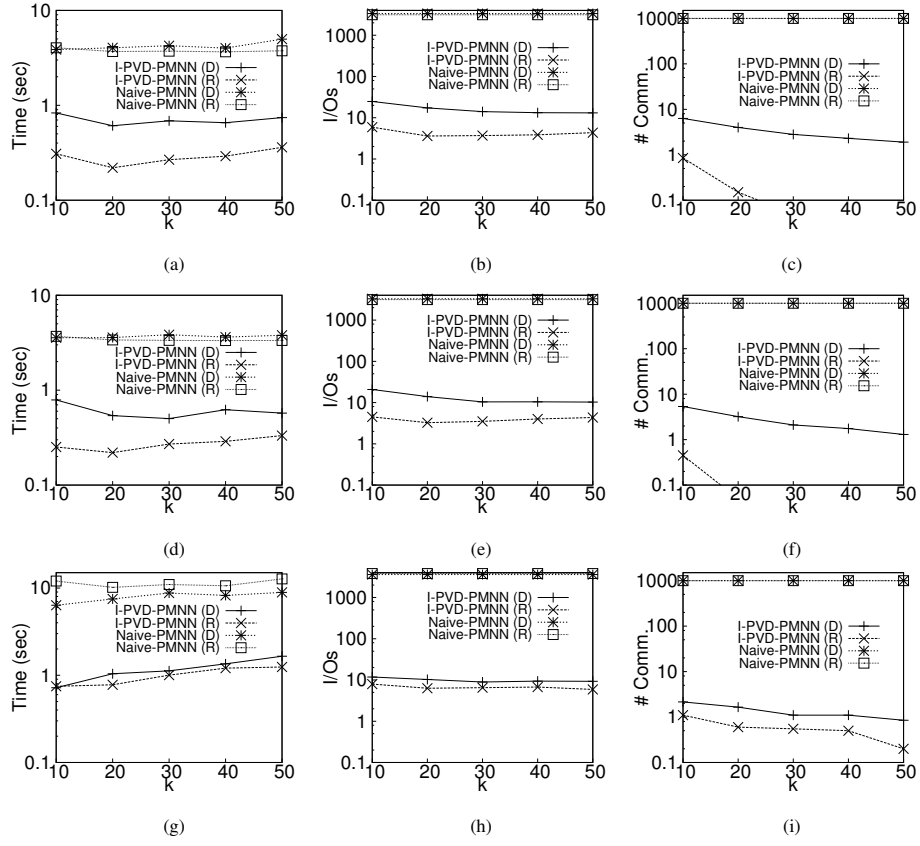 10
1
0.1
Time (sec)
I-PVD-PMNN (D)
I-PVD-PMNN (R)
Naive-PMNN (D)
Naive-PMNN (R)
10 20 30 40 50
k
(a)
1000
100
10
1
0.1
I/Os
I-PVD-PMNN (D)
I-PVD-PMNN (R)
Naive-PMNN (D)
Naive-PMNN (R)
10 20 30 40 50
k
(b)
1000
100
10
1
0.1
# Comm.
I-PVD-PMNN (D)
I-PVD-PMNN (R)
Naive-PMNN (D)
Naive-PMNN (R)
10 20 30 40 50
k
(c)
10
1
0.1
Time (sec)
I-PVD-PMNN (D)
I-PVD-PMNN (R)
Naive-PMNN (D)
Naive-PMNN (R)
10 20 30 40 50
k
(d)
1000
100
10
1
0.1
I/Os
I-PVD-PMNN (D)
I-PVD-PMNN (R)
Naive-PMNN (D)
Naive-PMNN (R)
10 20 30 40 50
k
(e)
1000
100
10
1
0.1
# Comm.
I-PVD-PMNN (D)
I-PVD-PMNN (R)
Naive-PMNN (D)
Naive-PMNN (R)
10 20 30 40 50
k
(f)
10
1
0.1
Time (sec)
I-PVD-PMNN (D)
I-PVD-PMNN (R)
Naive-PMNN (D)
Naive-PMNN (R)
10 20 30 40 50
k
(g)
1000
100
10
1
0.1
I/Os
I-PVD-PMNN (D)
I-PVD-PMNN (R)
Naive-PMNN (D)
Naive-PMNN (R)
10 20 30 40 50
k
(h)
1000
100
10
1
0.1
# Comm.
I-PVD-PMNN (D)
I-PVD-PMNN (R)
Naive-PMNN (D)
Naive-PMNN (R)
10 20 30 40 50
k
(i)